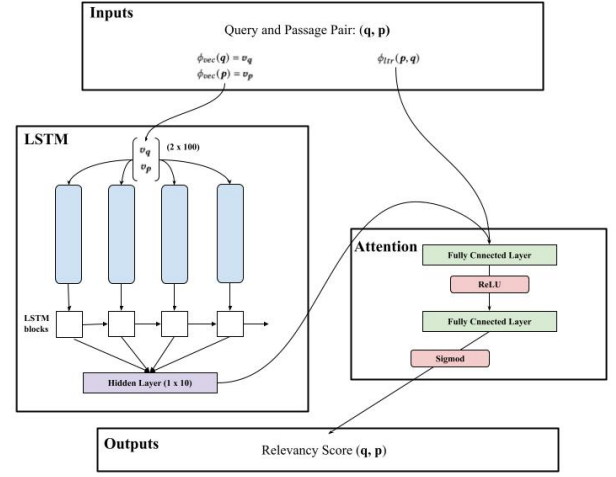 Inputs
Query and Passage Pair: (q, p)
ϕvec(q) = vq
ϕltr(p, q)
ϕvec(p) = vp
LSTM
vq
(2 x 100)
vp
Attention
Fully Cnnected Layer
ReLU
LSTM
blocks
Fully Cnnected Layer
Sigmod
Hidden Layer (1 x 10)
Outputs
Relevancy Score (q, p)